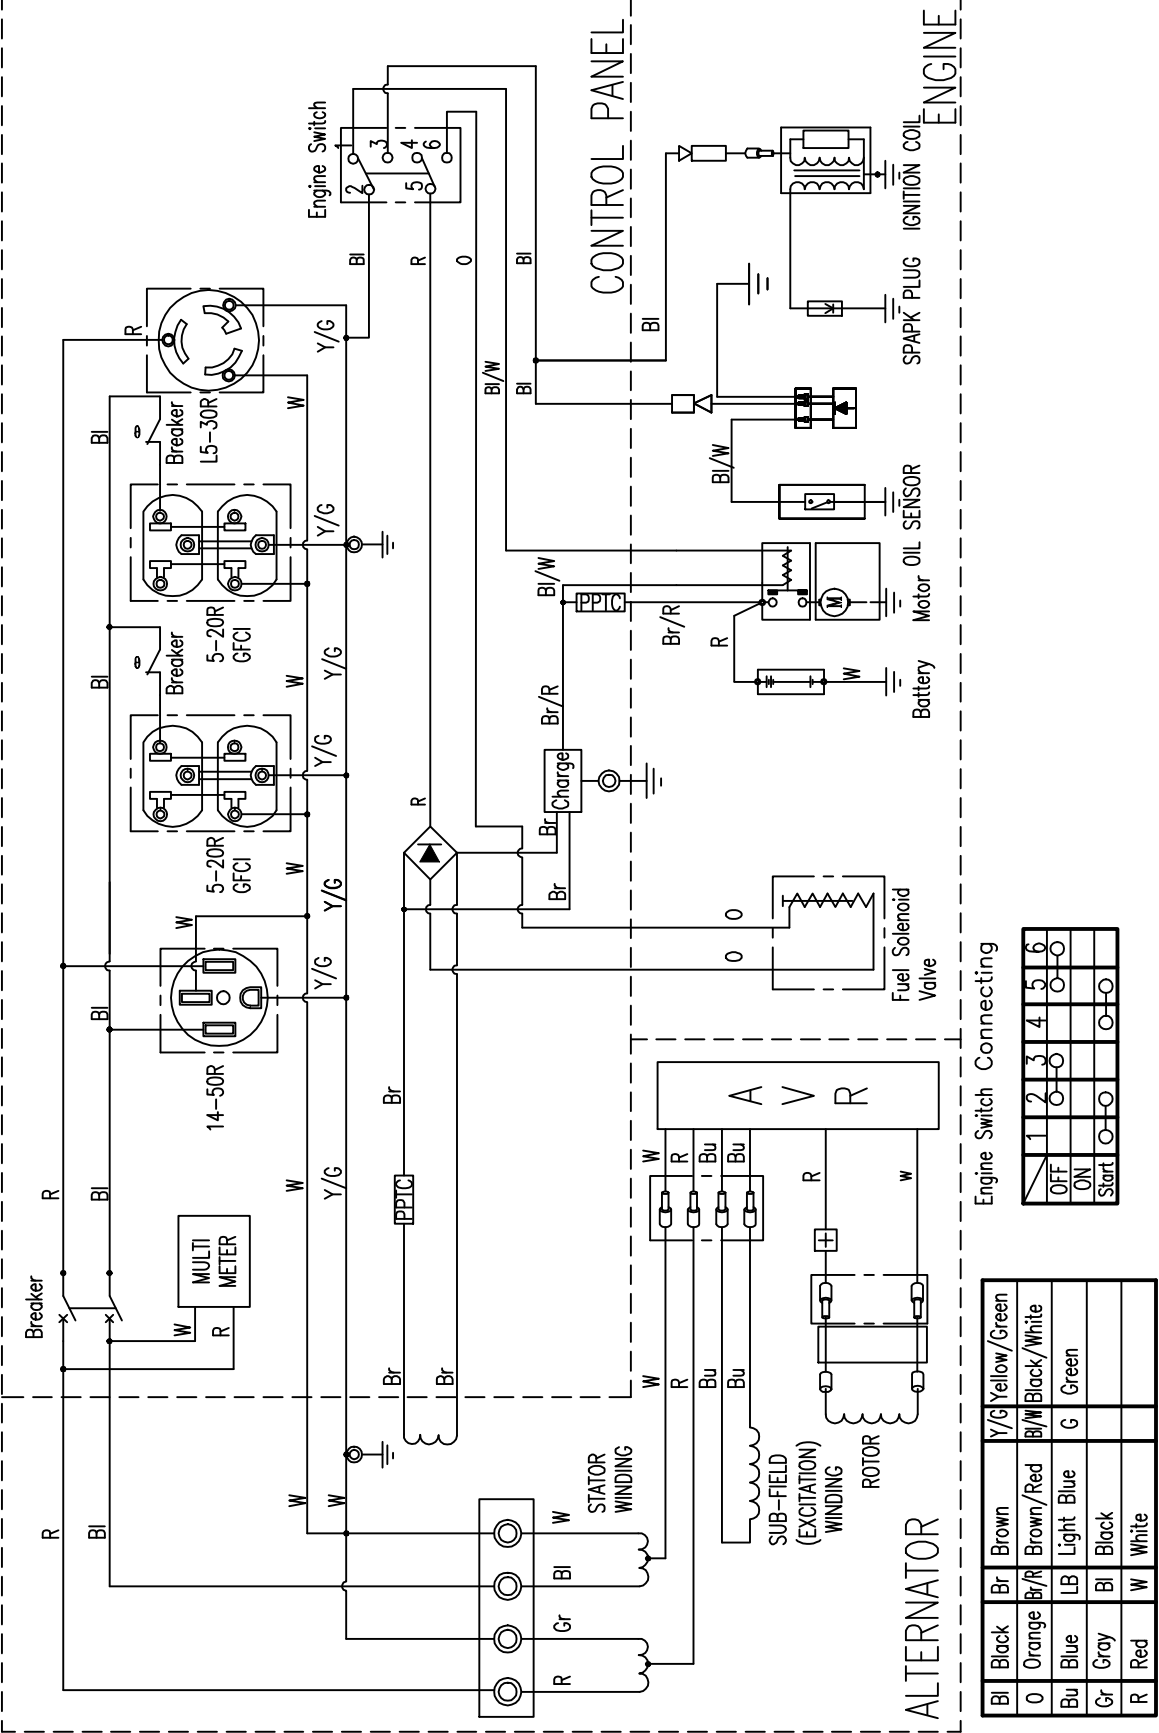 Breaker
R
R
Bl
Bl
MULTI
METER
W
R
R
Bl
14-50R
Bl
W
5-20R
GFCI
Bl
Breaker
θ
5-20R
GFCI
Bl
Breaker
θ
L5-30R
R
W
W
W
W
W
W
Y/G
Y/G
Y/G
Y/G
Y/G
Y/G
Y/G
Y/G
Engine Switch
2
3
4
5
6
Bl
R
O
Bl
Bl/W
Bl
CONTROL PANEL
Br
Br
PPTC
Br
R
Br
Br
Charge
Br/R
Bl/W
PPTC
Br/R
R
W
Battery
Motor
Bl/W
OIL SENSOR
Bl
SPAPK PLUG
IGNITION COIL
ENGINE
M
O
O
Fuel Solenoid
Valve
STATOR
WINDING
W
Bl
Gr
R
W
R
Bu
Bu
W
R
Bu
Bu
AVR
R
W
SUB-FIELD
(EXCITATION)
WINDING
ROTOR
ALTERNATOR
Bl Black Br Brown Y/G Yellow/Green
O Orange Br/R Brown/Red Bl/W Black/White
Bu Blue LB Light Blue G Green
Gr Gray Bl Black
R Red W White
Engine Switch Connecting
1 2 3 4 5 6
OFF
ON
Start